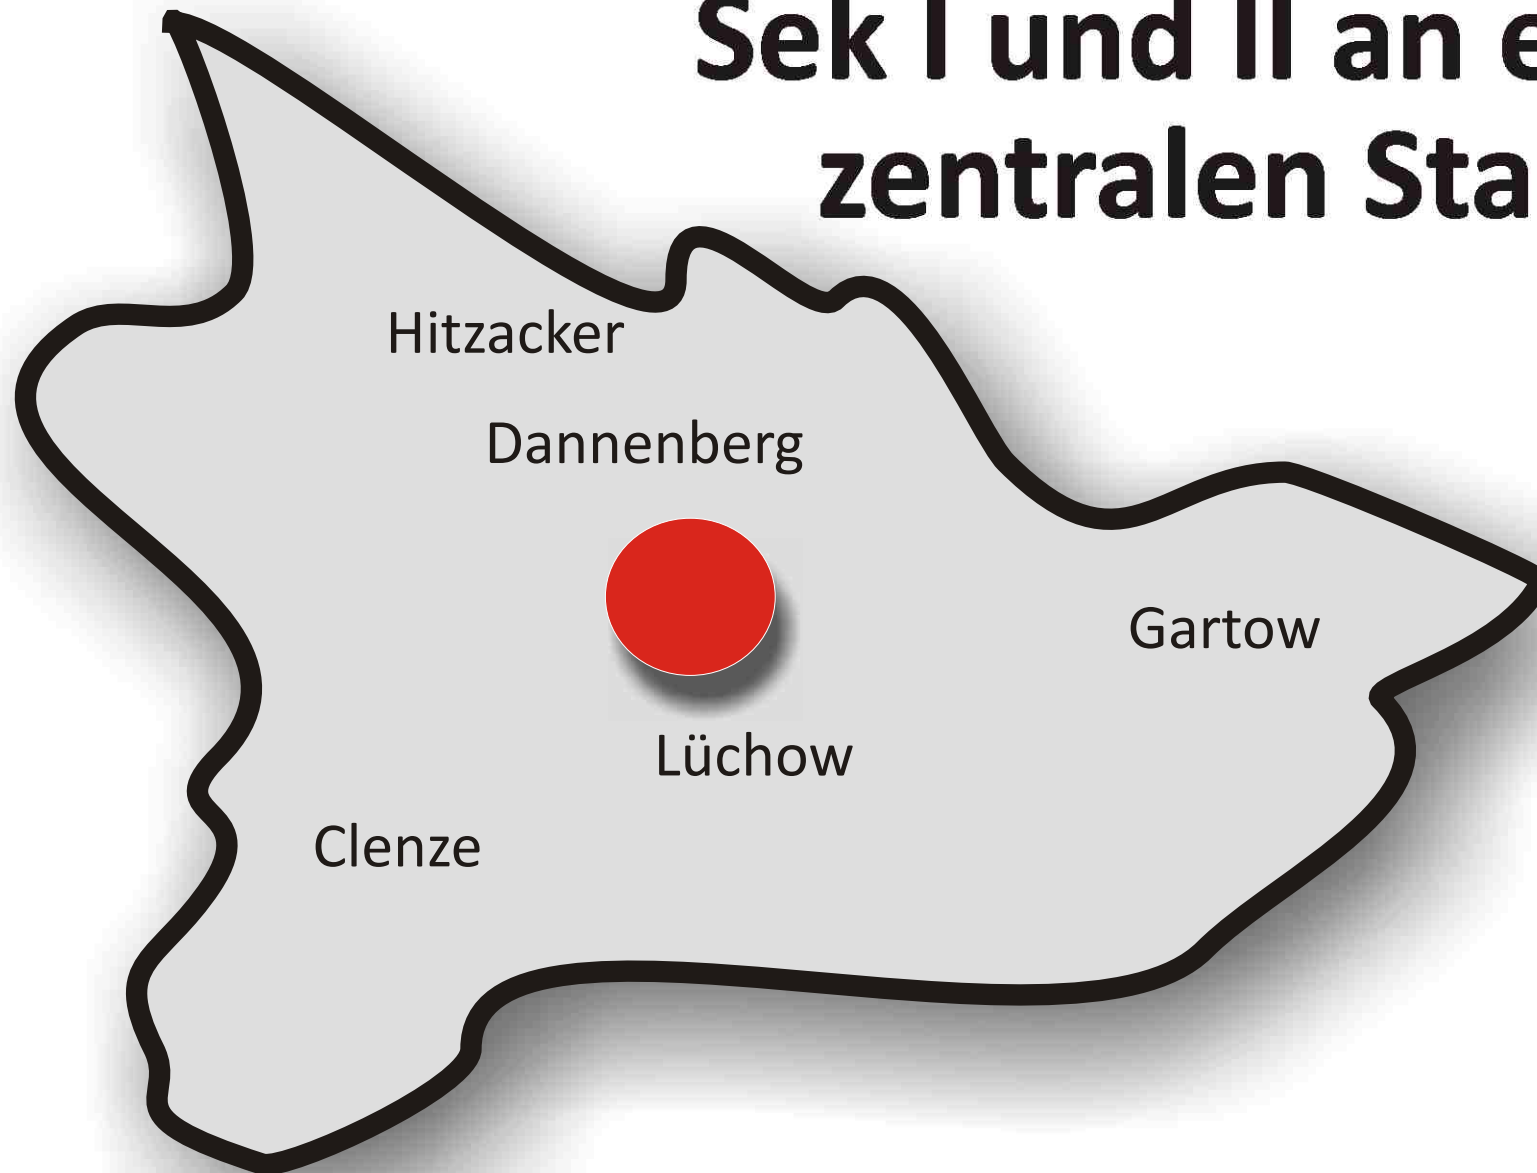 Sek I und II an e
zentralen Sta
Hitzacker
Dannenberg
Gartow
Lüchow
Clenze